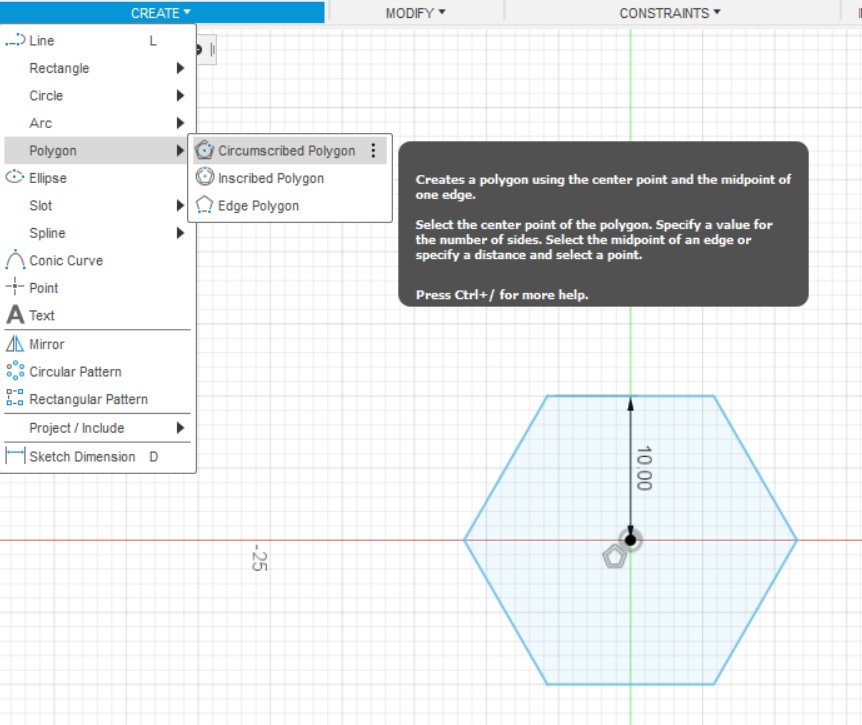 CREATE MODIFY CONSTRAINTS
Line L
Rectangle
Circle
Arc
Polygon
Ellipse
Slot
Spline
Conic Curve
Point
Text
Mirror
Circular Pattern
Rectangular Pattern
Project / Include
Sketch Dimension D
Circumscribed Polygon
Inscribed Polygon
Edge Polygon
Creates a polygon using the center point and the midpoint of
one edge.
Select the center point of the polygon. Specify a value for
the number of sides. Select the midpoint of an edge or
specify a distance and select a point.
Press Ctrl+/ for more help.
10.00
-25